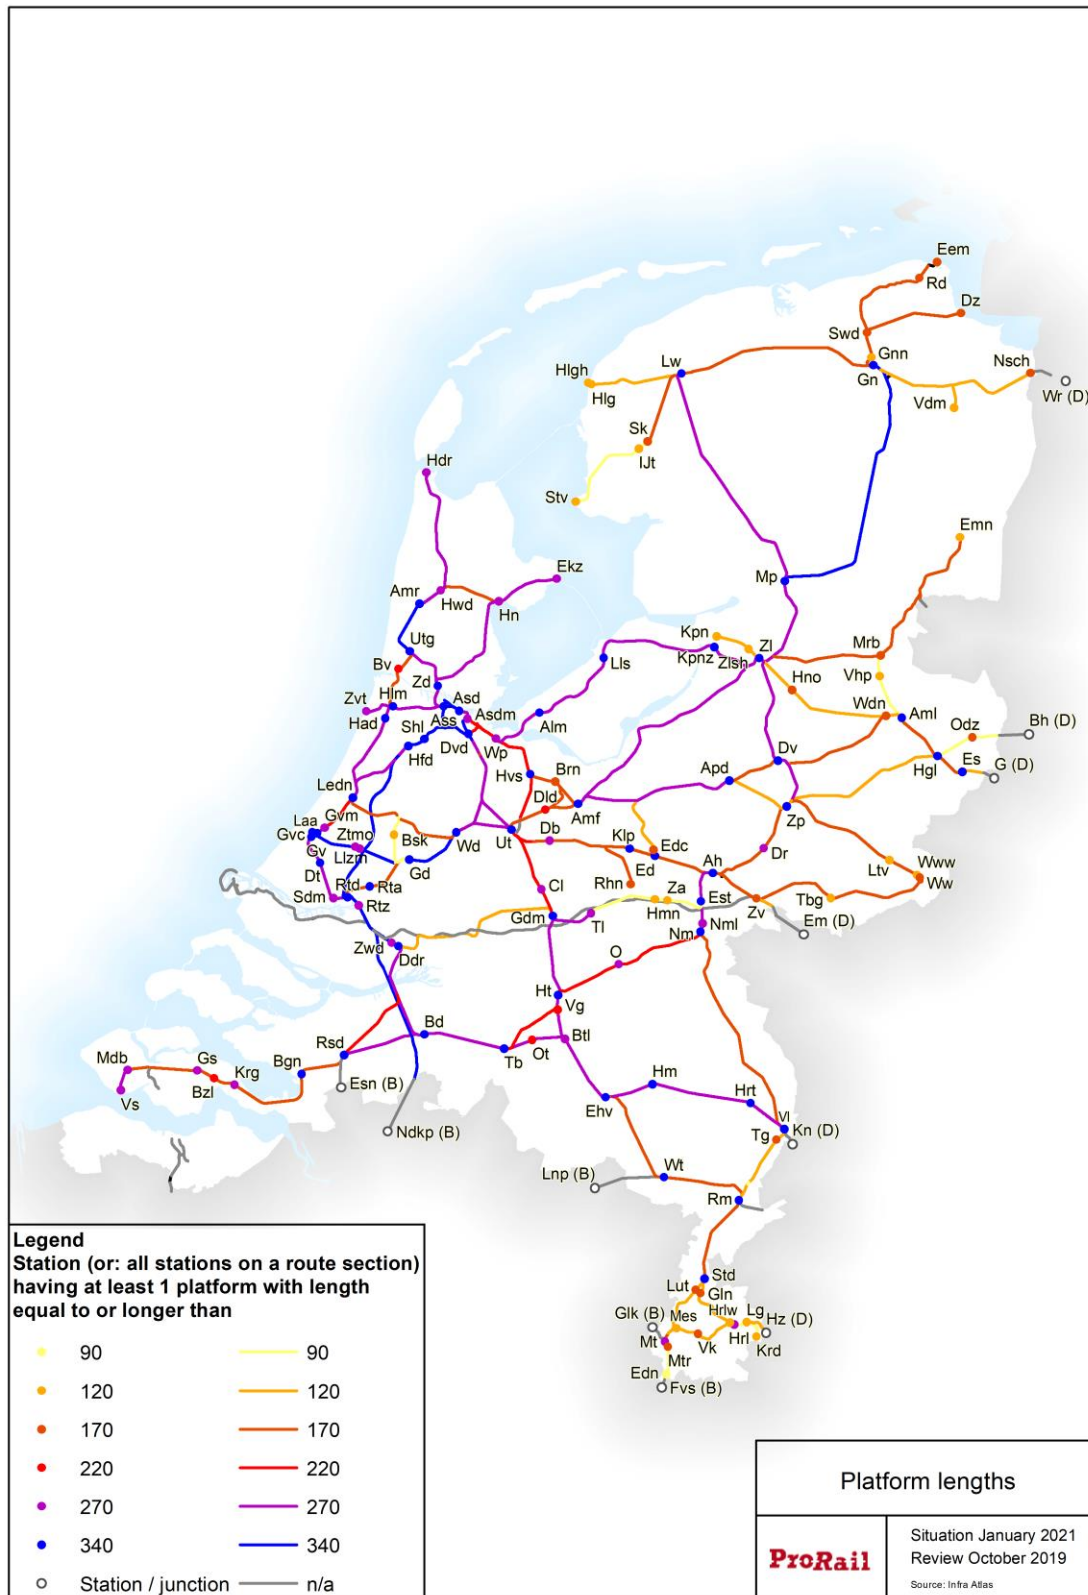 Eem
Rd
Dz
Swd
Gnn
Gn
Nsch
Wr (D)
Vdm
Lw
Hlgh
Hlg
Sk
IJt
Stv
Hdr
Emn
Ekz
Mp
Amr
Hwd
Hn
Utg
Kpn
Zl
Mrb
Bv
Lls
Kpnz
Zlsh
Vhp
Zd
Hno
Hlm
Asd
Wdn
Zvt
Ass
Asdm
Aml
Had
Shl
Alm
Odz
Bh (D)
Dvd
Wp
Dv
Hfd
Hvs
Brn
Apd
Hgl
Es
G (D)
Ledn
Dld
Zp
Laa
Gvm
Amf
Gvc
Ztmo
Bsk
Wd
Ut
Db
Klp
Edc
Gv
Llzm
Dr
Www
Dt
Gd
Ed
Ah
Ltv
Ww
Rtd
Rta
Cl
Rhn
Za
Est
Tbg
Sdm
Rtz
Gdm
Hmn
Zv
Em (D)
Tl
Nml
Zwd
Nm
Ddr
O
Ht
Vg
Bd
Btl
Rsd
Tb
Ot
Mdb
Gs
Bgn
Krg
Hm
Vs
Bzl
Esn (B)
Ehv
Hrt
Vl
Kn (D)
Ndkp (B)
Tg
Wt
Lnp (B)
Rm
Std
Lut
Gln
Glk (B)
Mes
Hrlw
Lg
Hz (D)
Mt
Vk
Hrl
Krd
Mtr
Edn
Fvs (B)
Legend
Station (or: all stations on a route section)
having at least 1 platform with length
equal to or longer than
90 90
120 120
170 170
220 220
270 270
340 340
Station / junction n/a
Platform lengths
ProRail
Situation January 2021
Review October 2019
Source: Infra Atlas